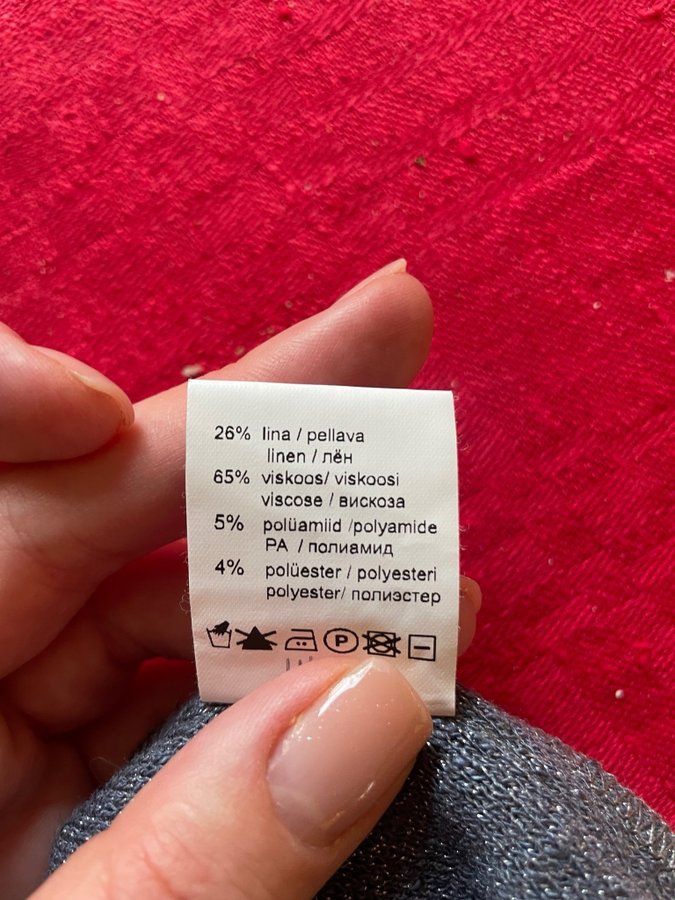 26% lina / pellava
linen / лён
65% viskoos/ viskoosi
viscose / вискоза
5% polüamiid /polyamide
PA / полиамид
4% polüester / polyesteri
polyester/ полиэстер
P